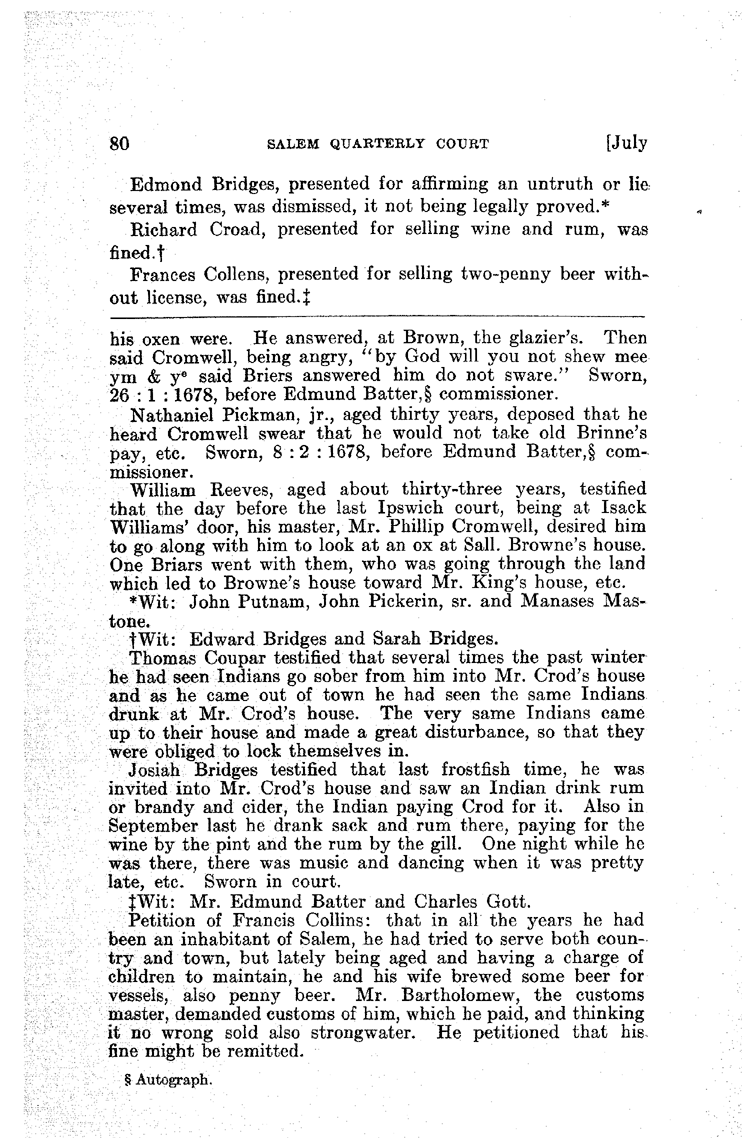 80 SALEM QUARTERLY COURT [July
Edmond Bridges, presented for affirming an untruth or lie
several times, was dismissed, it not being legally proved.*
Richard Croad, presented for selling wine and rum, was
fined.†
Frances Collens, presented for selling two-penny beer with-
out license, was fined.‡
his oxen were. He answered, at Brown, the glazier's. Then
said Cromwell, being angry, "by God will you not shew mee
ym & yᵉ said Briers answered him do not sware." Sworn,
26 : 1 : 1678, before Edmund Batter,§ commissioner.
Nathaniel Pickman, jr., aged thirty years, deposed that he
heard Cromwell swear that he would not take old Brinne's
pay, etc. Sworn, 8 : 2 : 1678, before Edmund Batter,§ com-
missioner.
William Reeves, aged about thirty-three years, testified
that the day before the last Ipswich court, being at Isack
Williams' door, his master, Mr. Phillip Cromwell, desired him
to go along with him to look at an ox at Sall. Browne's house.
One Briars went with them, who was going through the land
which led to Browne's house toward Mr. King's house, etc.
*Wit: John Putnam, John Pickerin, sr. and Manases Mas-
tone.
†Wit: Edward Bridges and Sarah Bridges.
Thomas Coupar testified that several times the past winter
he had seen Indians go sober from him into Mr. Crod's house
and as he came out of town he had seen the same Indians
drunk at Mr. Crod's house. The very same Indians came
up to their house and made a great disturbance, so that they
were obliged to lock themselves in.
Josiah Bridges testified that last frostfish time, he was
invited into Mr. Crod's house and saw an Indian drink rum
or brandy and cider, the Indian paying Crod for it. Also in
September last he drank sack and rum there, paying for the
wine by the pint and the rum by the gill. One night while he
was there, there was music and dancing when it was pretty
late, etc. Sworn in court.
‡Wit: Mr. Edmund Batter and Charles Gott.
Petition of Francis Collins: that in all the years he had
been an inhabitant of Salem, he had tried to serve both coun-
try and town, but lately being aged and having a charge of
children to maintain, he and his wife brewed some beer for
vessels, also penny beer. Mr. Bartholomew, the customs
master, demanded customs of him, which he paid, and thinking
it no wrong sold also strongwater. He petitioned that his
fine might be remitted.
§ Autograph.